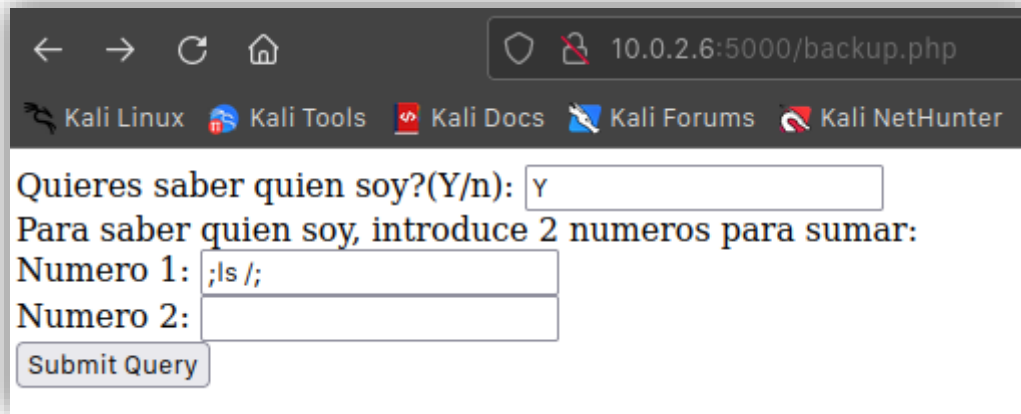 10.0.2.6:5000/backup.php
Kali Linux Kali Tools Kali Docs Kali Forums Kali NetHunter
Quieres saber quien soy?(Y/n): Y
Para saber quien soy, introduce 2 numeros para sumar:
Numero 1: ;ls /;
Numero 2:
Submit Query